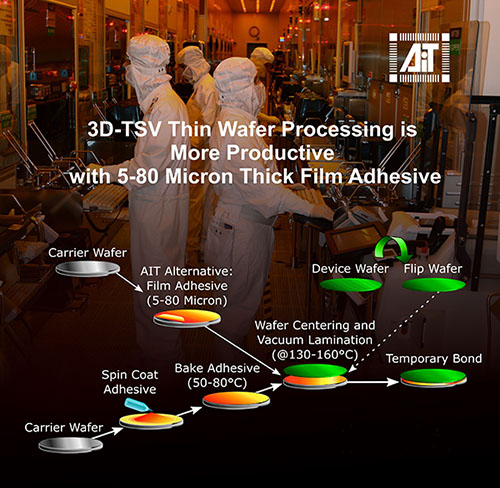 AiT
3D-TSV Thin Wafer Processing is
More Productive
with 5-80 Micron Thick Film Adhesive
Carrier Wafer
AIT Alternative:
Film Adhesive
(5-80 Micron)
Device Wafer
Flip Wafer
Wafer Centering and
Vacuum Lamination
(@130-160°C)
Temporary Bond
Bake Adhesive
(50-80°C)
Spin Coat
Adhesive
Carrier Wafer